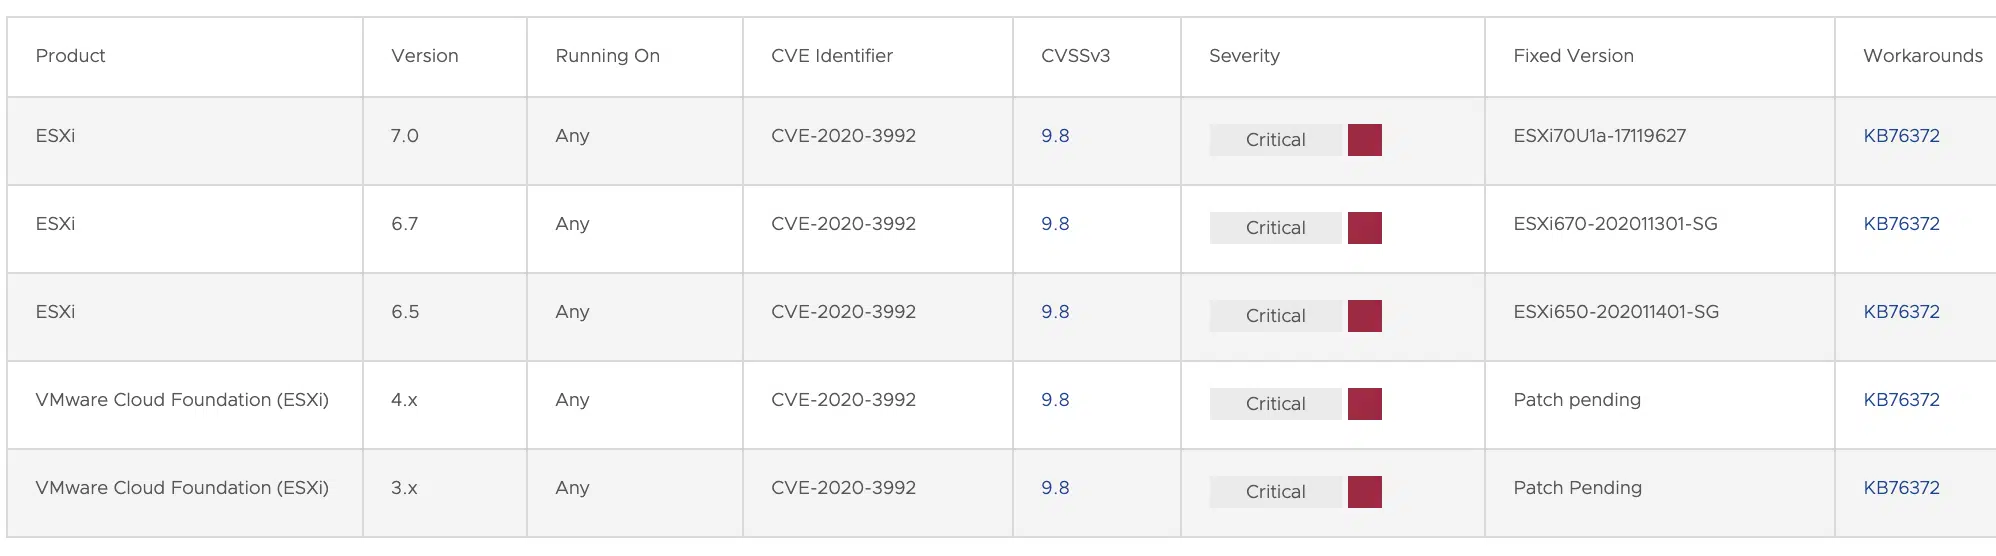 Product Version Running On CVE Identifier CVSSv3 Severity Fixed Version Workarounds
ESXi 7.0 Any CVE-2020-3992 9.8 Critical ESXi70U1a-17119627 KB76372
ESXi 6.7 Any CVE-2020-3992 9.8 Critical ESXi670-202011301-SG KB76372
ESXi 6.5 Any CVE-2020-3992 9.8 Critical ESXi650-202011401-SG KB76372
VMware Cloud Foundation (ESXi) 4.x Any CVE-2020-3992 9.8 Critical Patch pending KB76372
VMware Cloud Foundation (ESXi) 3.x Any CVE-2020-3992 9.8 Critical Patch Pending KB76372